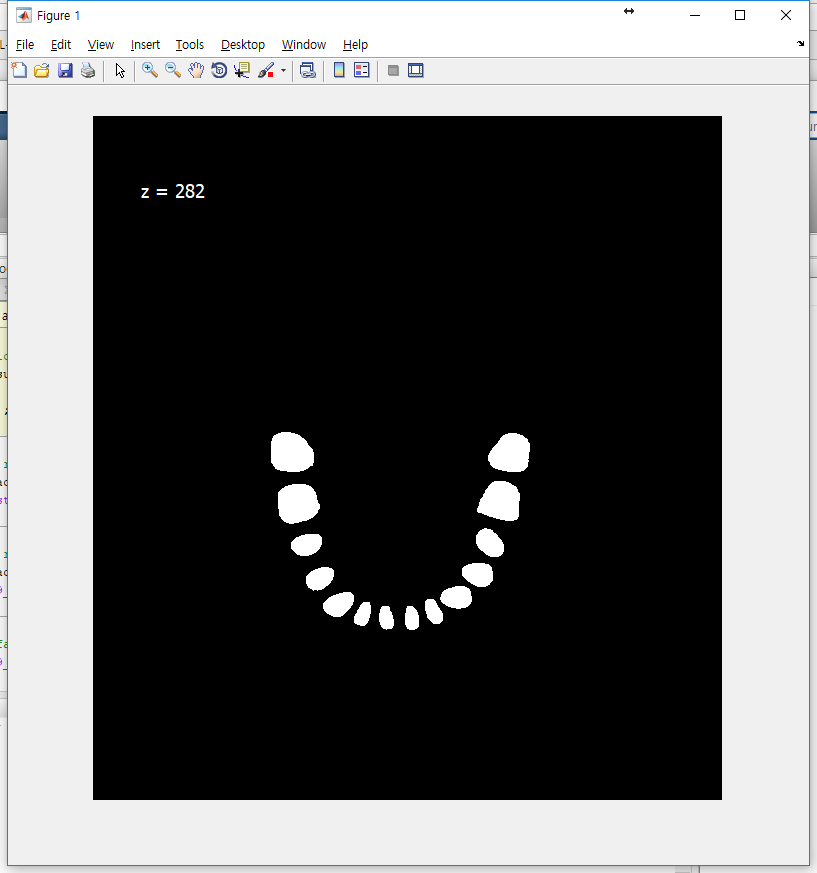 Figure 1
File Edit View Insert Tools Desktop Window Help
z = 282